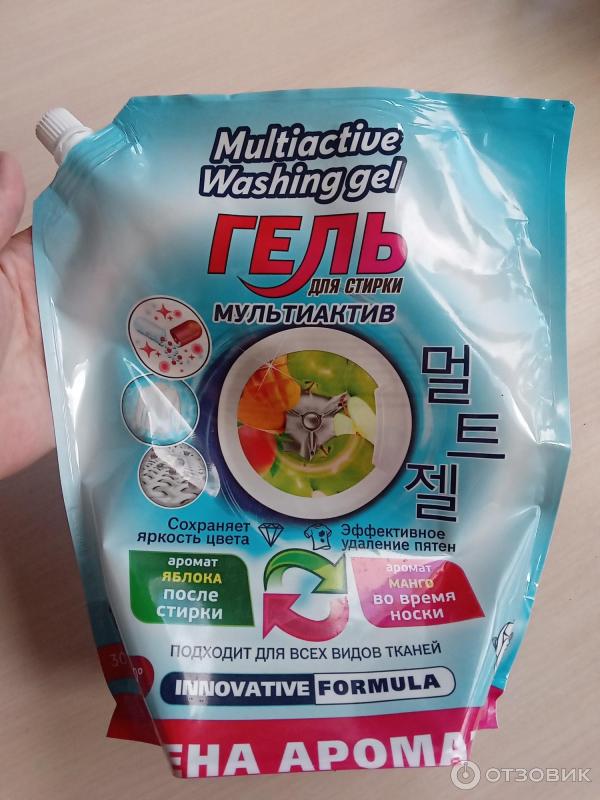 Multiactive
Washing gel
ГЕЛЬ
ДЛЯ СТИРКИ
МУЛЬТИАКТИВ
멀
트
젤
Сохраняет
яркость цвета
Эффективное
удаление пятен
аромат
ЯБЛОКА
после
стирки
аромат
МАНГО
во время
носки
ПОДХОДИТ ДЛЯ ВСЕХ ВИДОВ ТКАНЕЙ
30
INNOVATIVE FORMULA
ЕНА АРОМА
ОТЗОВИК